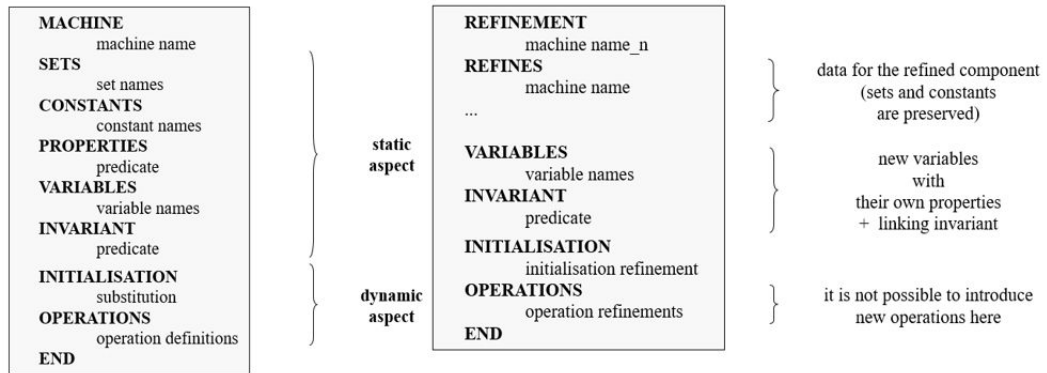 MACHINE
machine name
SETS
set names
CONSTANTS
constant names
PROPERTIES
predicate
VARIABLES
variable names
INVARIANT
predicate
INITIALISATION
substitution
OPERATIONS
operation definitions
END
static
aspect
dynamic
aspect
REFINEMENT
machine name_n
REFINES
machine name
...
VARIABLES
variable names
INVARIANT
predicate
INITIALISATION
initialisation refinement
OPERATIONS
operation refinements
END
data for the refined component
(sets and constants
are preserved)
new variables
with
their own properties
+ linking invariant
it is not possible to introduce
new operations here